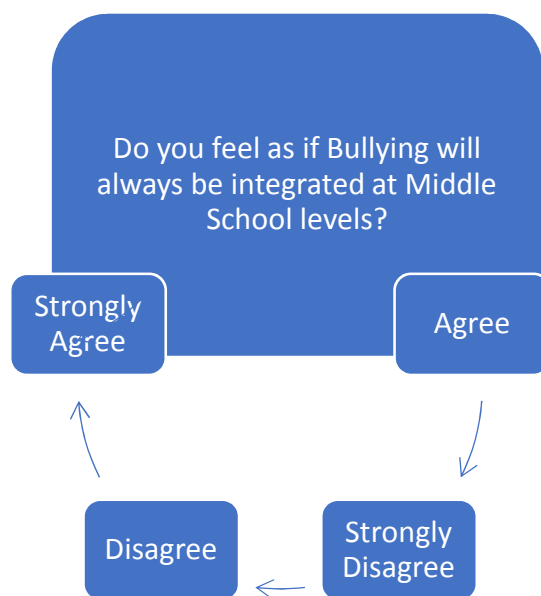 Do you feel as if Bullying will
always be integrated at Middle
School levels?
Strongly
Agree
Agree
Disagree
Strongly
Disagree